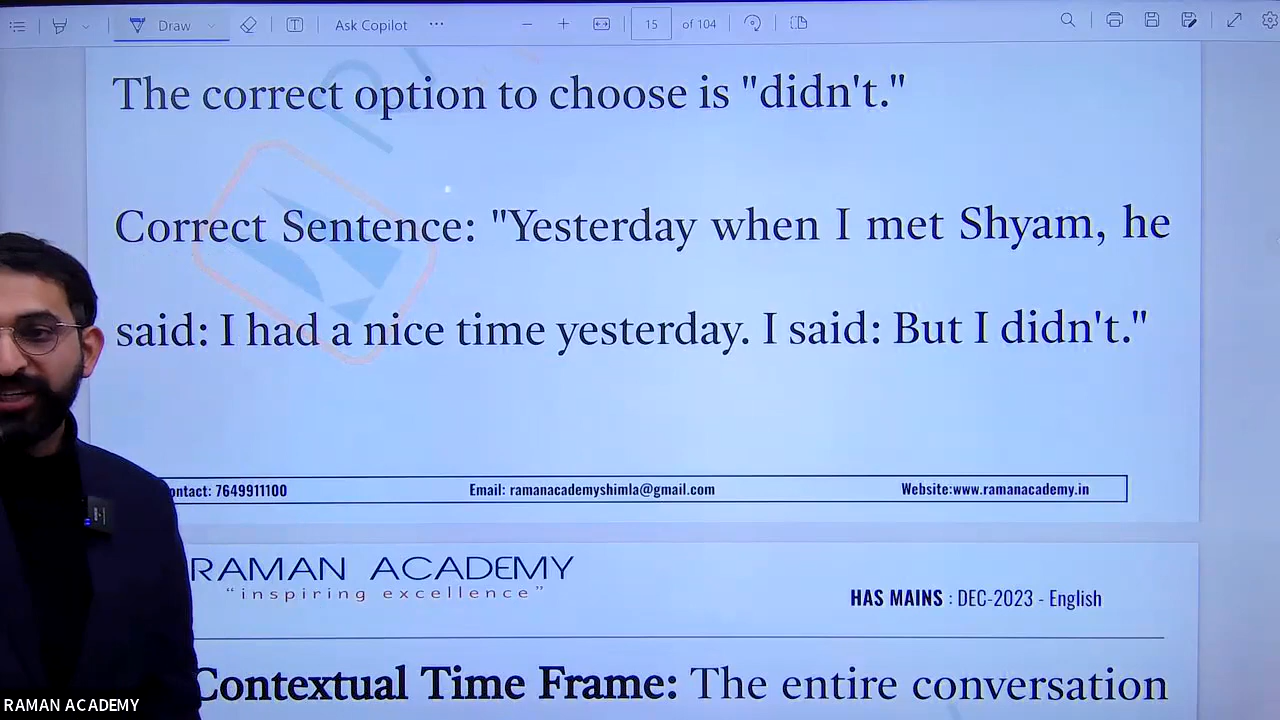 Draw
Ask Copilot
15
of 104
The correct option to choose is "didn't."
Correct Sentence: "Yesterday when I met Shyam, he
said: I had a nice time yesterday. I said: But I didn't."
ontact: 7649911100
Email: ramanacademyshimla@gmail.com
Website:www.ramanacademy.in
RAMAN ACADEMY
“inspiring excellence”
HAS MAINS : DEC-2023 - English
Contextual Time Frame: The entire conversation
RAMAN ACADEMY